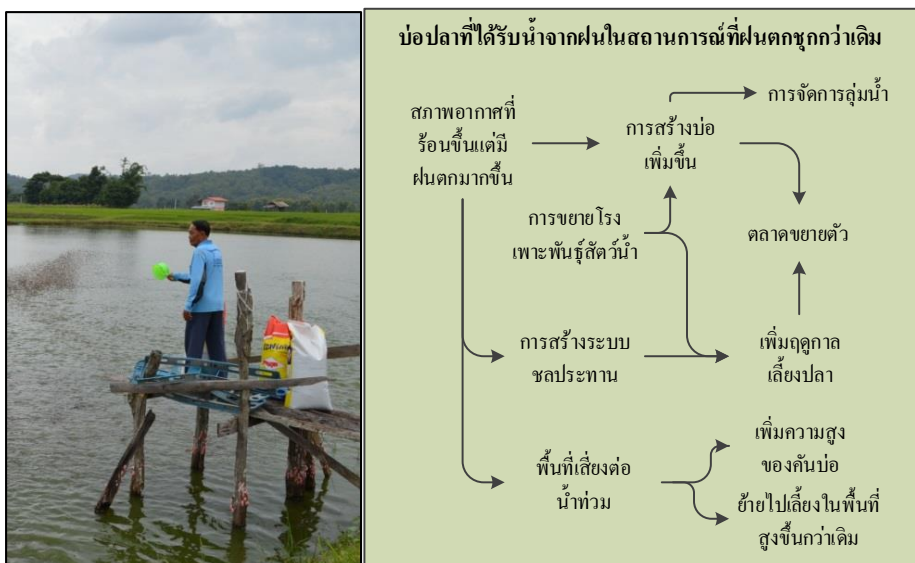 บ่อปลาที่ได้รับน้ำจากฝนในสถานการณ์ที่ฝนตกชุกกว่าเดิม
สภาพอากาศที่
ร้อนขึ้นแต่มี
ฝนตกมากขึ้น
การสร้างบ่อ
เพิ่มขึ้น
การจัดการลุ่มน้ำ
การขยายโรง
เพาะพันธุ์สัตว์น้ำ
ตลาดขยายตัว
การสร้างระบบ
ชลประทาน
เพิ่มฤดูกาล
เลี้ยงปลา
พื้นที่เสี่ยงต่อ
น้ำท่วม
เพิ่มความสูง
ของคันบ่อ
ย้ายไปเลี้ยงในพื้นที่
สูงขึ้นกว่าเดิม